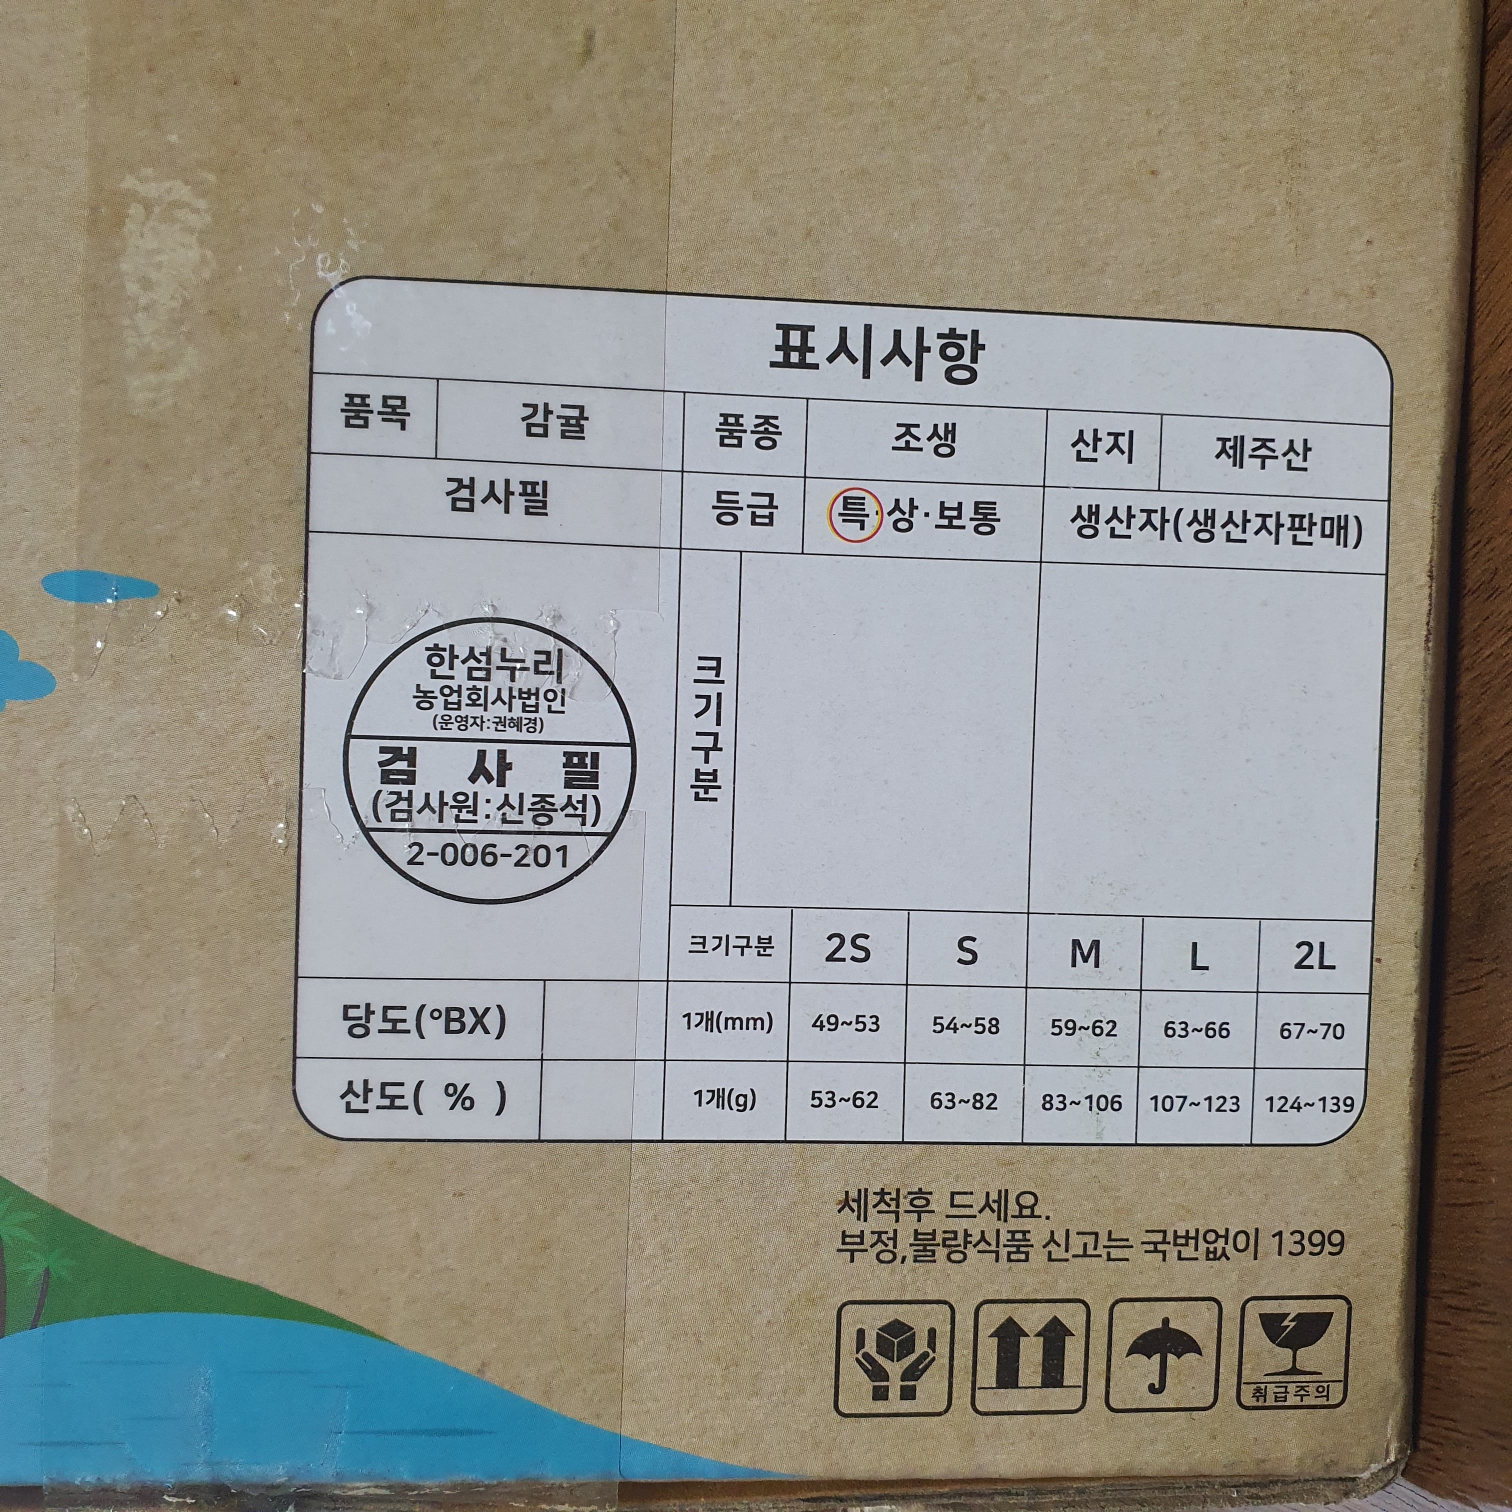 표시사항
품목 감귤 품종 조생 산지 제주산
검사필 등급 특·상·보통 생산자(생산자판매)
한섬누리
농업회사법인
(운영자:권혜경)
검 사 필
(검사원:신종석)
2-006-201
크기구분
크기구분 2S S M L 2L
당도(°BX) 1개(mm) 49~53 54~58 59~62 63~66 67~70
산도( % ) 1개(g) 53~62 63~82 83~106 107~123 124~139
세척후 드세요.
부정,불량식품 신고는 국번없이 1399
취급주의